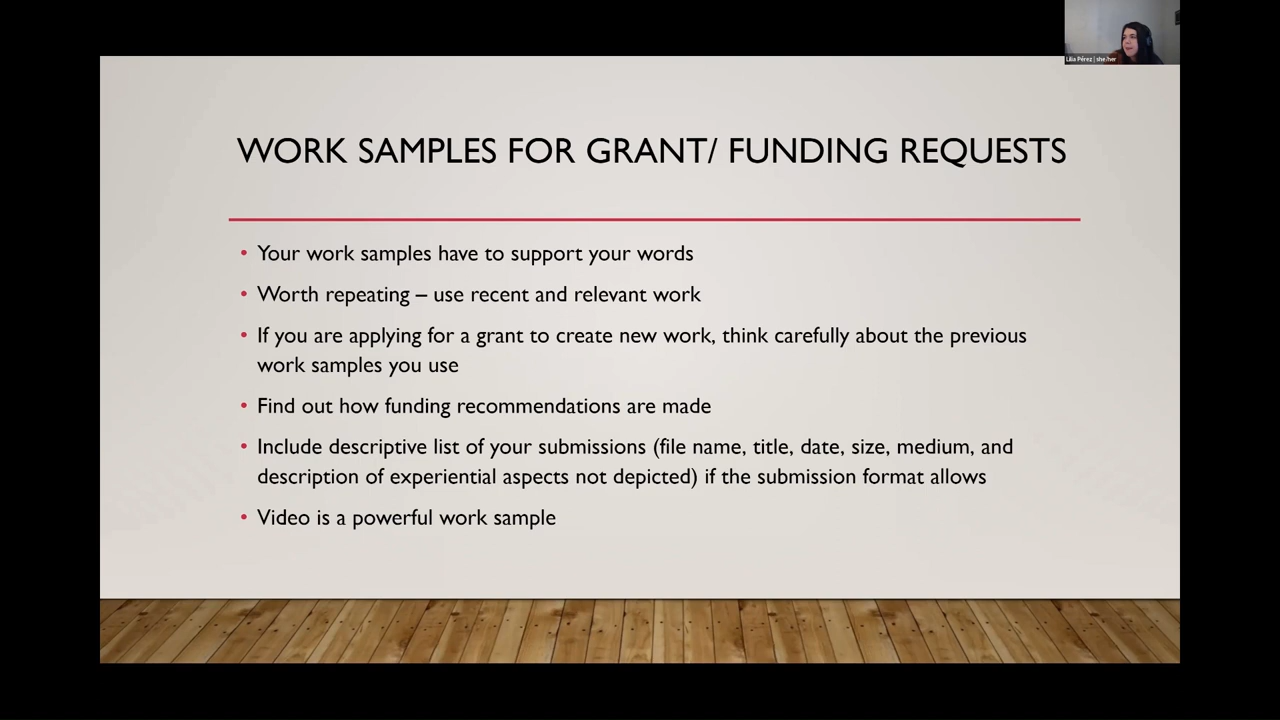 Lilia Pérez | she/her
WORK SAMPLES FOR GRANT/ FUNDING REQUESTS
• Your work samples have to support your words
• Worth repeating – use recent and relevant work
• If you are applying for a grant to create new work, think carefully about the previous
work samples you use
• Find out how funding recommendations are made
• Include descriptive list of your submissions (file name, title, date, size, medium, and
description of experiential aspects not depicted) if the submission format allows
• Video is a powerful work sample